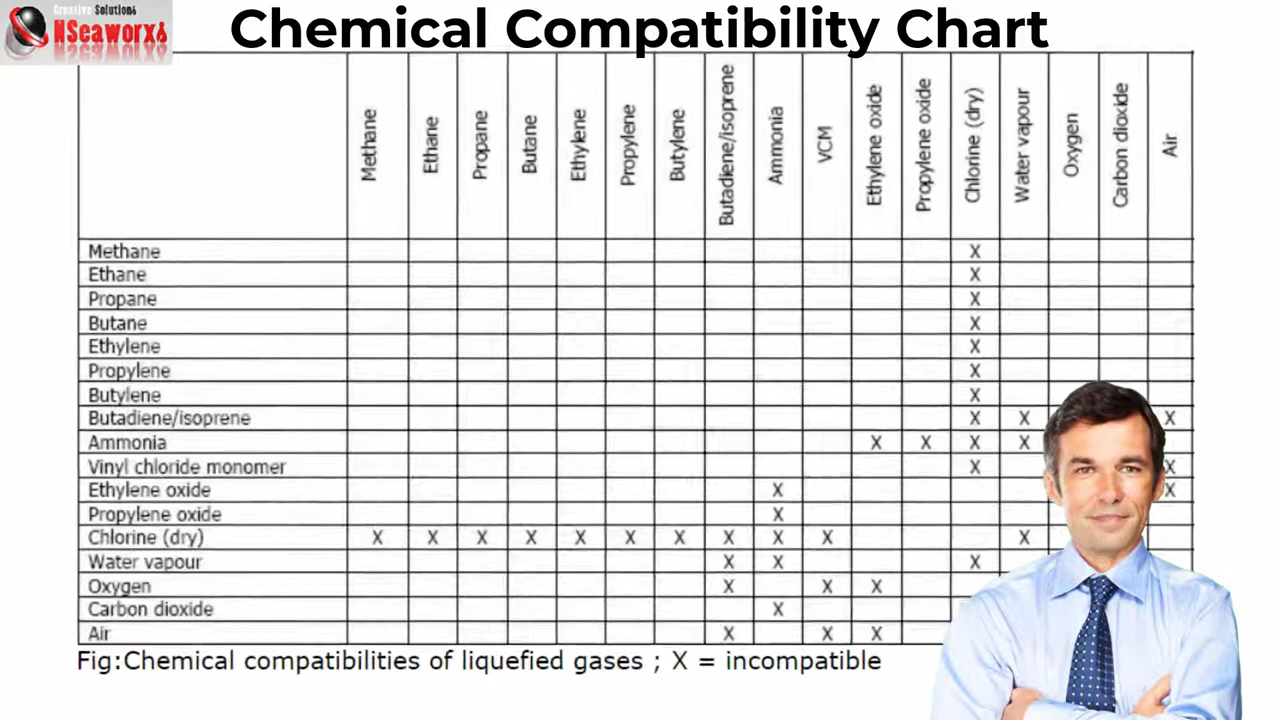 Creative Solutions
NSeaworx
Chemical Compatibility Chart
Methane Ethane Propane Butane Ethylene Propylene Butylene Butadiene/isoprene Ammonia VCM Ethylene oxide Propylene oxide Chlorine (dry) Water vapour Oxygen Carbon dioxide Air
Methane X
Ethane X
Propane X
Butane X
Ethylene X
Propylene X
Butylene X
Butadiene/isoprene X X X
Ammonia X X X X
Vinyl chloride monomer X X
Ethylene oxide X X
Propylene oxide X
Chlorine (dry) X X X X X X X X X X X
Water vapour X X X
Oxygen X X X
Carbon dioxide X
Air X X X
Fig:Chemical compatibilities of liquefied gases ; X = incompatible